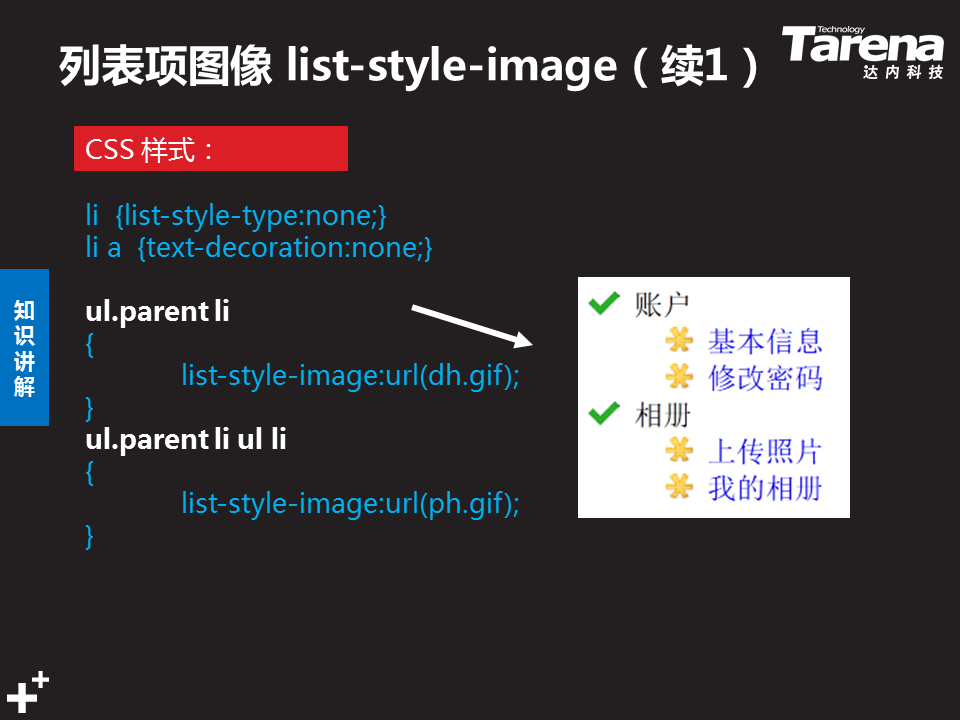 列表项图像 list-style-image（续1）
Technology
Tarena
达内科技
CSS 样式：
li {list-style-type:none;}
li a {text-decoration:none;}
ul.parent li
{
list-style-image:url(dh.gif);
}
ul.parent li ul li
{
list-style-image:url(ph.gif);
}
知识讲解
账户
基本信息
修改密码
相册
上传照片
我的相册